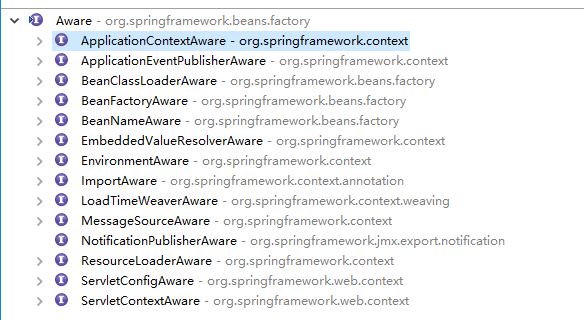 Aware - org.springframework.beans.factory
ApplicationContextAware - org.springframework.context
ApplicationEventPublisherAware - org.springframework.context
BeanClassLoaderAware - org.springframework.beans.factory
BeanFactoryAware - org.springframework.beans.factory
BeanNameAware - org.springframework.beans.factory
EmbeddedValueResolverAware - org.springframework.context
EnvironmentAware - org.springframework.context
ImportAware - org.springframework.context.annotation
LoadTimeWeaverAware - org.springframework.context.weaving
MessageSourceAware - org.springframework.context
NotificationPublisherAware - org.springframework.jmx.export.notification
ResourceLoaderAware - org.springframework.context
ServletConfigAware - org.springframework.web.context
ServletContextAware - org.springframework.web.context